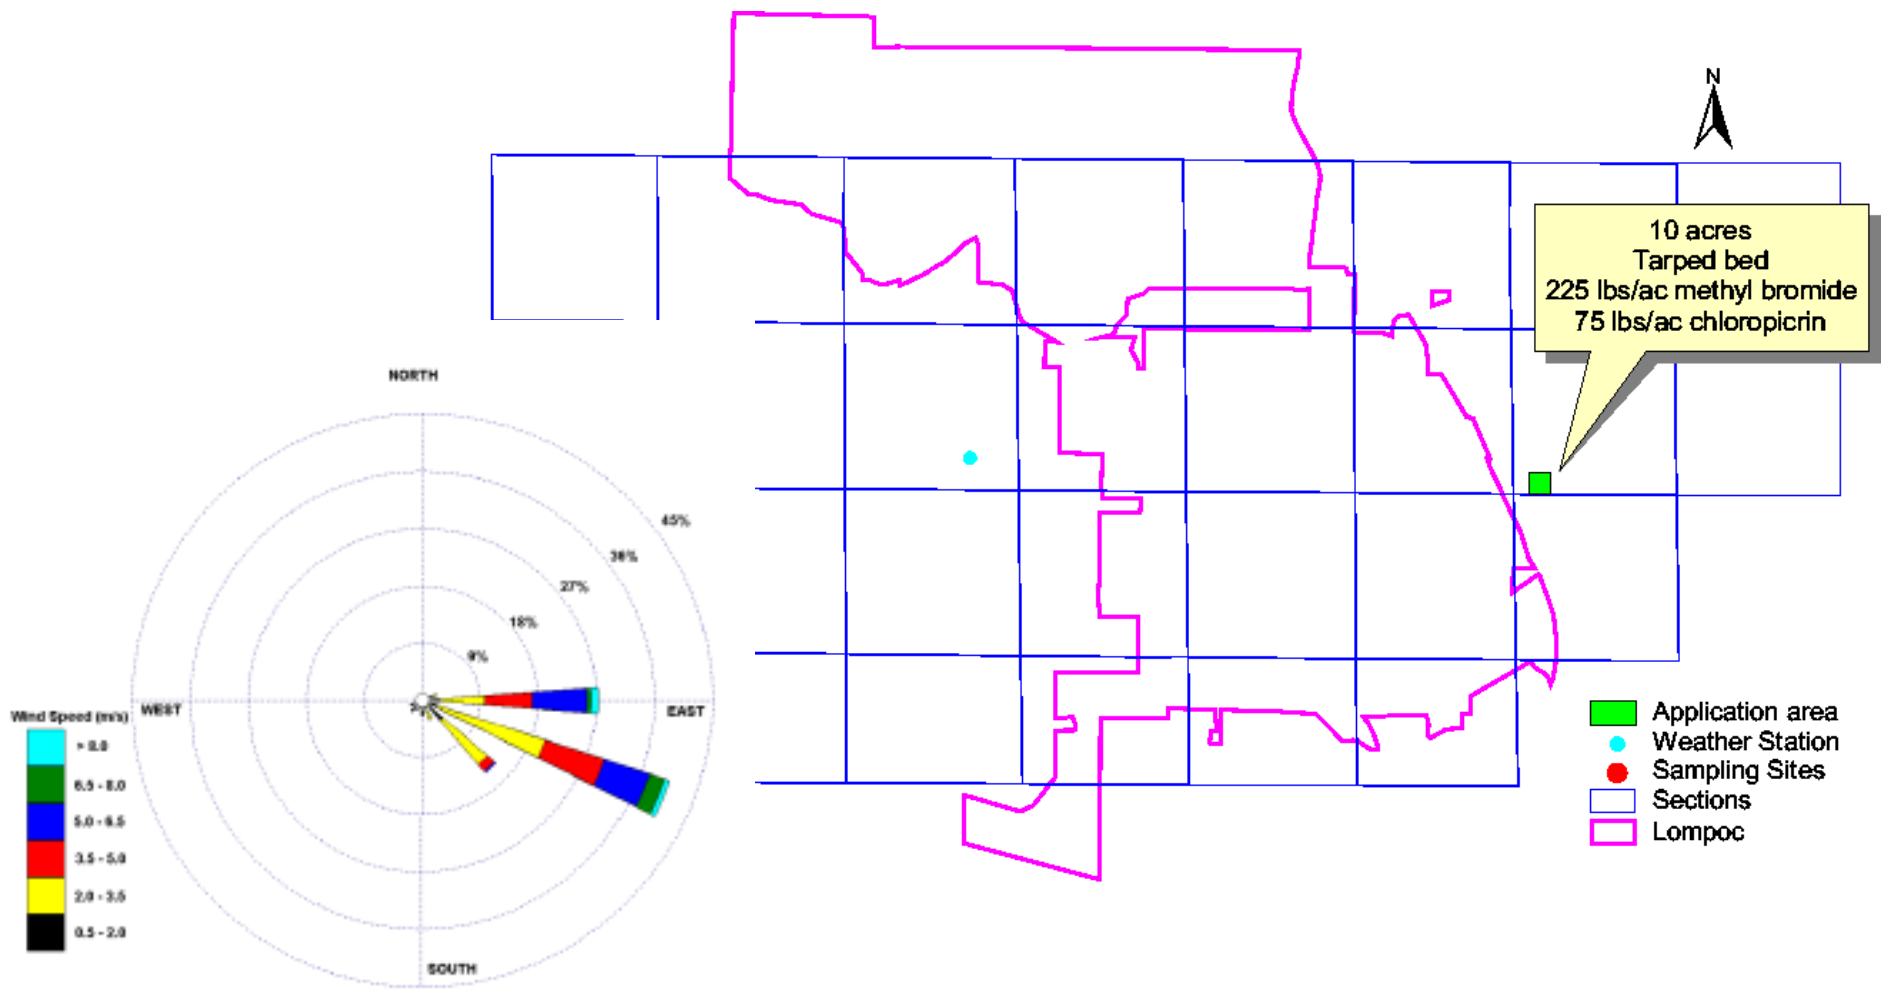 N
10 acres
Tarped bed
225 lbs/ac methyl bromide
75 lbs/ac chloropicrin
NORTH
45%
36%
27%
18%
9%
WEST
EAST
SOUTH
Wind Speed (m/s)
> 8.0
6.5 - 8.0
5.0 - 6.5
3.5 - 5.0
2.0 - 3.5
0.5 - 2.0
Application area
Weather Station
Sampling Sites
Sections
Lompoc